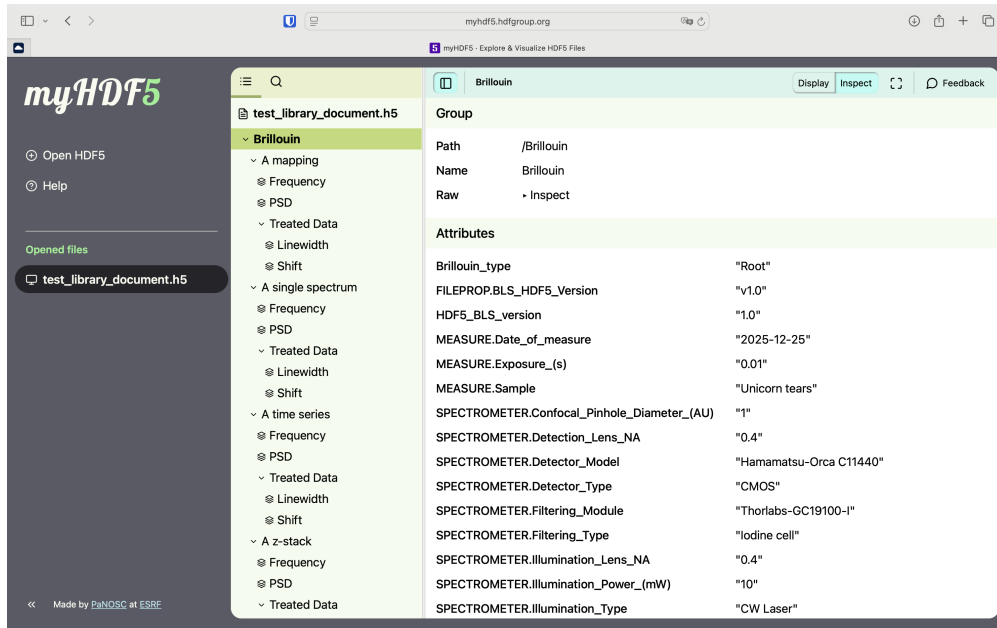 myhdf5.hdfgroup.org
5 myHDF5 - Explore & Visualize HDF5 Files
myHDF5
Open HDF5
Help
Opened files
test_library_document.h5
Made by PaNOSC at ESRF
test_library_document.h5
Brillouin
A mapping
Frequency
PSD
Treated Data
Linewidth
Shift
A single spectrum
Frequency
PSD
Treated Data
Linewidth
Shift
A time series
Frequency
PSD
Treated Data
Linewidth
Shift
A z-stack
Frequency
PSD
Treated Data
Brillouin
Display Inspect Feedback
Group
Path /Brillouin
Name Brillouin
Raw Inspect
Attributes
Brillouin_type "Root"
FILEPROP.BLS_HDF5_Version "v1.0"
HDF5_BLS_version "1.0"
MEASURE.Date_of_measure "2025-12-25"
MEASURE.Exposure_(s) "0.01"
MEASURE.Sample "Unicorn tears"
SPECTROMETER.Confocal_Pinhole_Diameter_(AU) "1"
SPECTROMETER.Detection_Lens_NA "0.4"
SPECTROMETER.Detector_Model "Hamamatsu-Orca C11440"
SPECTROMETER.Detector_Type "CMOS"
SPECTROMETER.Filtering_Module "Thorlabs-GC19100-I"
SPECTROMETER.Filtering_Type "Iodine cell"
SPECTROMETER.Illumination_Lens_NA "0.4"
SPECTROMETER.Illumination_Power_(mW) "10"
SPECTROMETER.Illumination_Type "CW Laser"